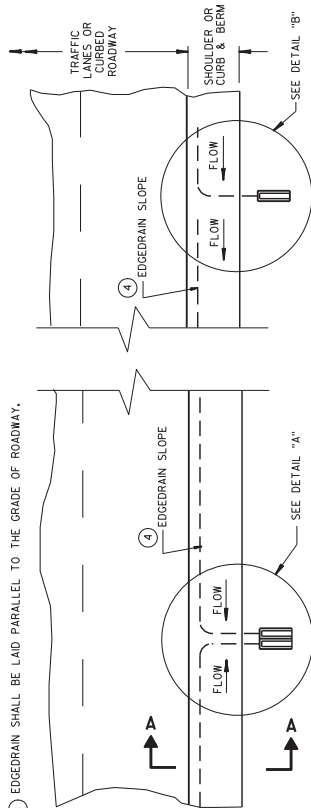 EDGEDRAIN SHALL BE LAID PARALLEL TO THE GRADE OF ROADWAY.
TRAFFIC
LANES OR
CURBED
ROADWAY
SHOULDER OR
CURB & BERM
4 EDGEDRAIN SLOPE
FLOW
FLOW
SEE DETAIL "A"
A
A
4 EDGEDRAIN SLOPE
FLOW
FLOW
SEE DETAIL "B"